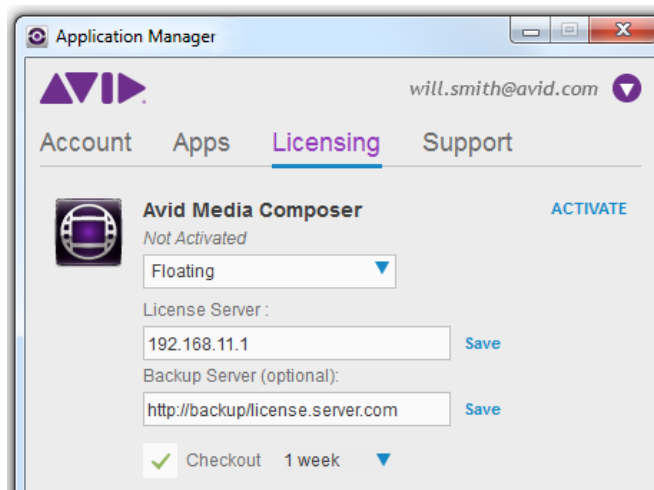 Application Manager
AVID
will.smith@avid.com
Account Apps Licensing Support
Avid Media Composer
ACTIVATE
Not Activated
Floating
License Server :
192.168.11.1 Save
Backup Server (optional):
http://backup/license.server.com Save
Checkout 1 week